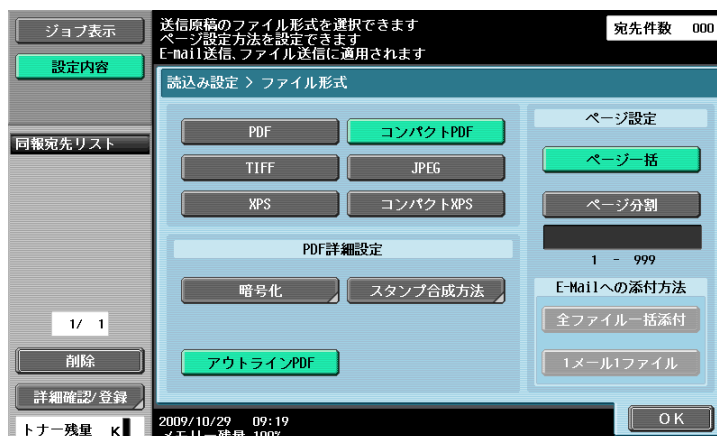 ジョブ表示
設定内容
送信原稿のファイル形式を選択できます
ページ設定方法を設定できます
E-mail送信、ファイル送信に適用されます
宛先件数 000
読込み設定 > ファイル形式
同報宛先リスト
PDF
コンパクトPDF
TIFF
JPEG
XPS
コンパクトXPS
ページ設定
ページ一括
ページ分割
1 - 999
PDF詳細設定
暗号化
スタンプ合成方法
アウトラインPDF
E-Mailへの添付方法
全ファイル一括添付
1メール1ファイル
1/ 1
削除
詳細確認/登録
トナー残量 K
2009/10/29 09:19
メモリー残量 100%
OK